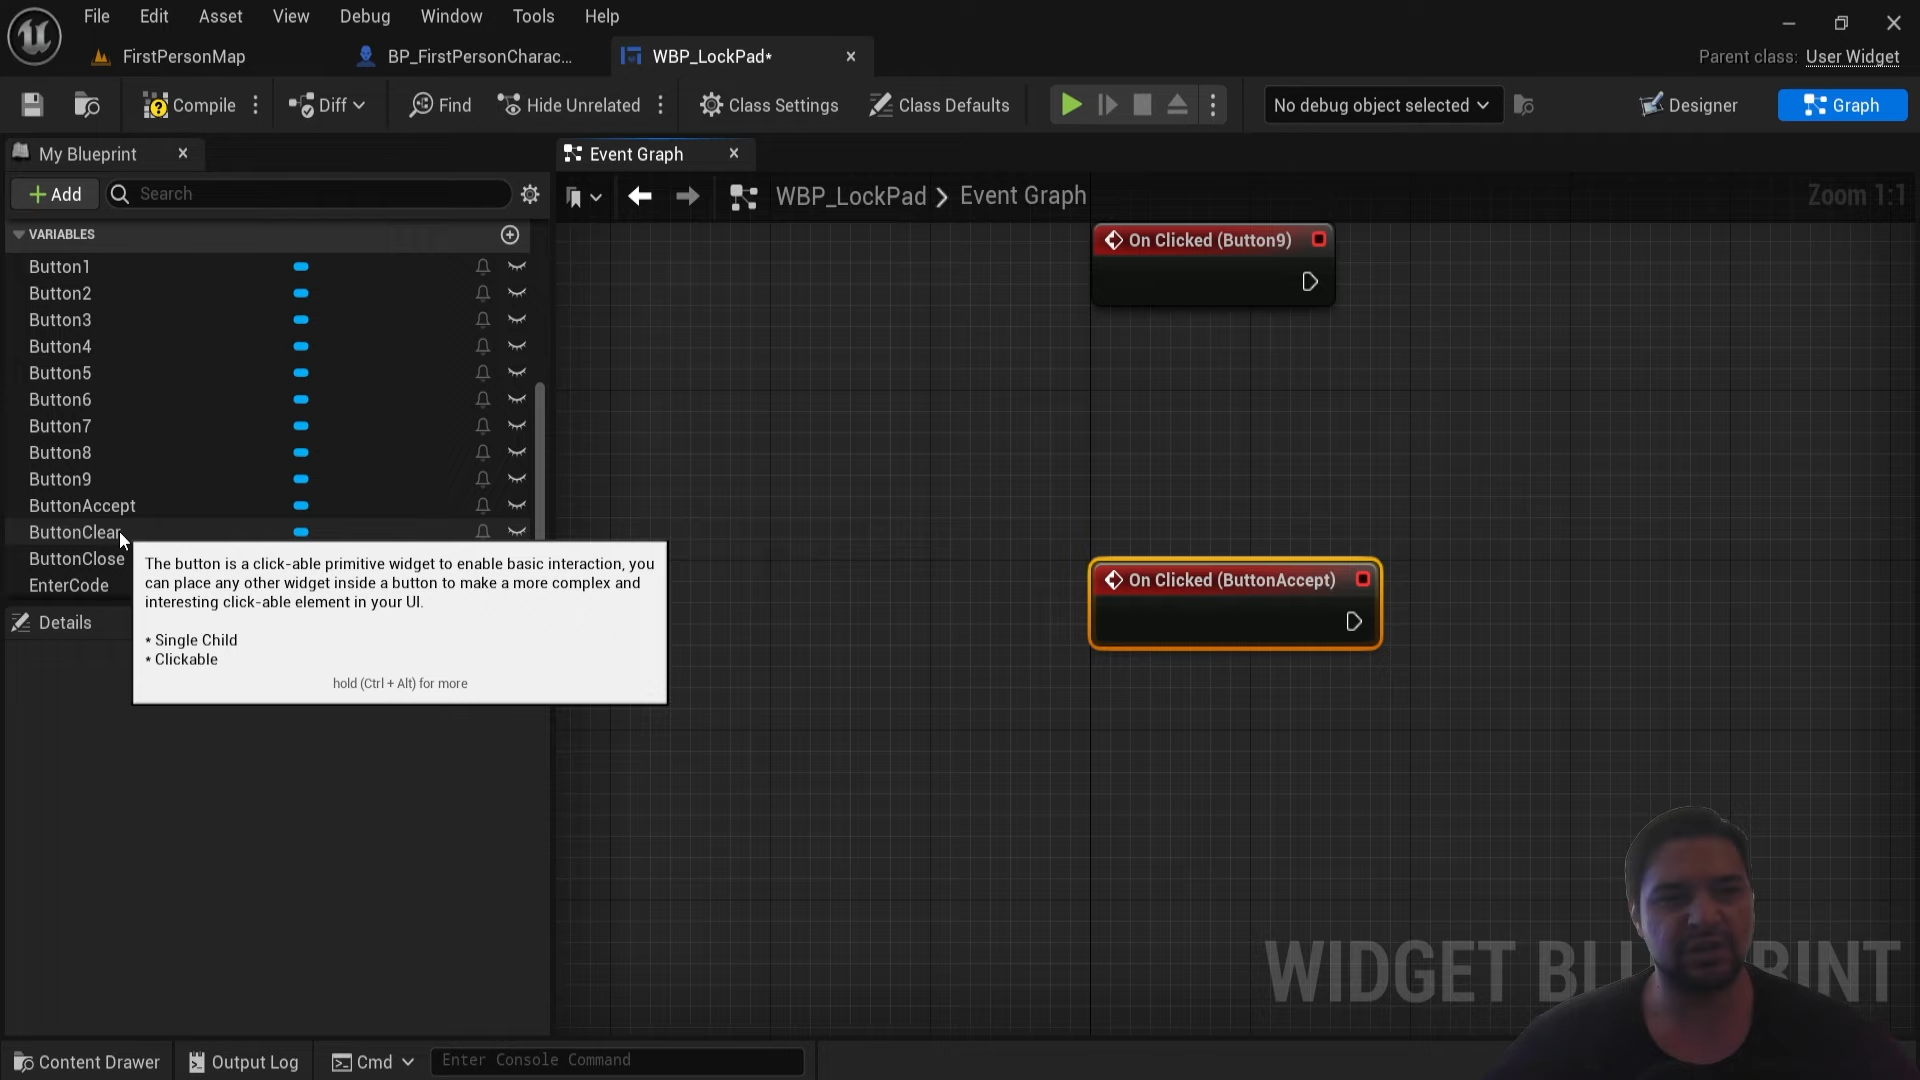 File Edit Asset View Debug Window Tools Help
FirstPersonMap BP_FirstPersonCharac... WBP_LockPad* Parent class: User Widget
Compile Diff Find Hide Unrelated Class Settings Class Defaults No debug object selected Designer Graph
My Blueprint Event Graph
Add Search WBP_LockPad Event Graph Zoom 1:1
VARIABLES
On Clicked (Button9)
Button1
Button2
Button3
Button4
Button5
Button6
Button7
Button8
Button9
ButtonAccept
ButtonClear
ButtonClose
EnterCode
Details
The button is a click-able primitive widget to enable basic interaction, you
can place any other widget inside a button to make a more complex and
interesting click-able element in your UI.
* Single Child
* Clickable
hold (Ctrl + Alt) for more
On Clicked (ButtonAccept)
WIDGET
Content Drawer Output Log Cmd Enter Console Command